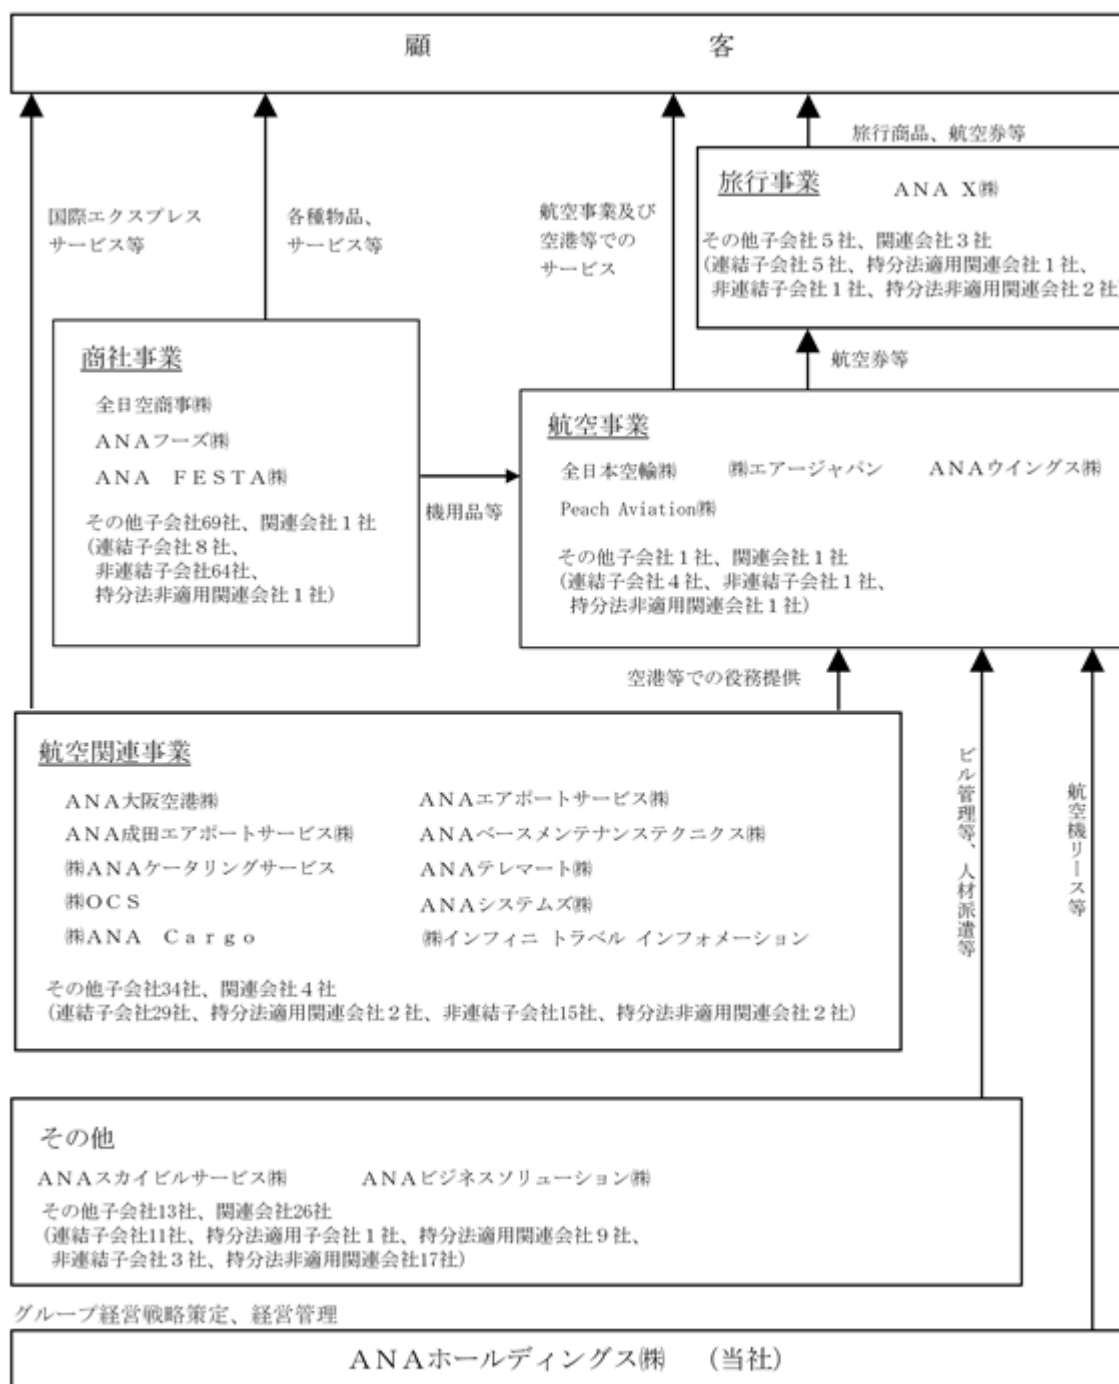 顧客
旅行商品、航空券等
旅行事業 ANA X㈱
その他子会社5社、関連会社3社
(連結子会社5社、持分法適用関連会社1社、
非連結子会社1社、持分法非適用関連会社2社)
国際エクスプレス
サービス等
各種物品、
サービス等
航空事業及び
空港等での
サービス
航空券等
商社事業
全日空商事㈱
ANAフーズ㈱
ANA FESTA㈱
その他子会社69社、関連会社1社
(連結子会社8社、
非連結子会社64社、
持分法非適用関連会社1社)
機用品等
航空事業
全日本空輸㈱ ㈱エアージャパン ANAウイングス㈱
Peach Aviation㈱
その他子会社1社、関連会社1社
(連結子会社4社、非連結子会社1社、
持分法非適用関連会社1社)
空港等での役務提供
航空関連事業
ANA大阪空港㈱ ANAエアポートサービス㈱
ANA成田エアポートサービス㈱ ANAベースメンテナンステクニクス㈱
㈱ANAケータリングサービス ANAテレマート㈱
㈱OCS ANAシステムズ㈱
㈱ANA Cargo ㈱インフィニ トラベル インフォメーション
その他子会社34社、関連会社4社
(連結子会社29社、持分法適用関連会社2社、非連結子会社15社、持分法非適用関連会社2社)
ビル管理等、人材派遣等
航空機リース等
その他
ANAスカイビルサービス㈱ ANAビジネスソリューション㈱
その他子会社13社、関連会社26社
(連結子会社11社、持分法適用子会社1社、持分法適用関連会社9社、
非連結子会社3社、持分法非適用関連会社17社)
グループ経営戦略策定、経営管理
ANAホールディングス㈱ (当社)